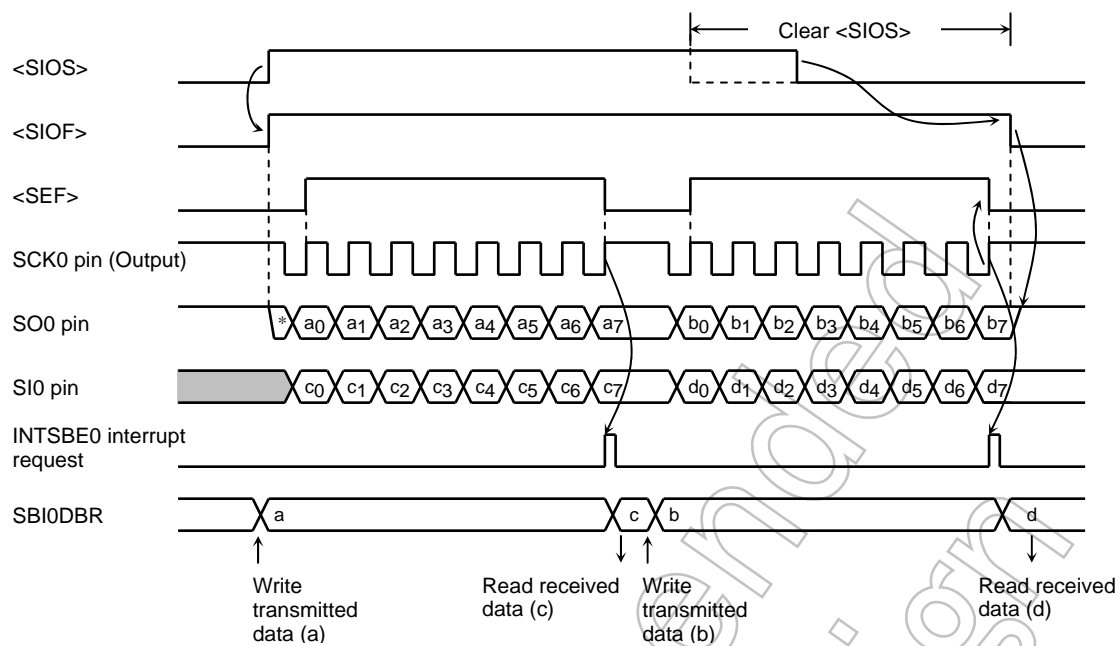 Clear <SIOS>
<SIOS>
<SIOF>
<SEF>
SCK0 pin (Output)
SO0 pin
* a0 a1 a2 a3 a4 a5 a6 a7 b0 b1 b2 b3 b4 b5 b6 b7
SI0 pin
c0 c1 c2 c3 c4 c5 c6 c7 d0 d1 d2 d3 d4 d5 d6 d7
INTSBE0 interrupt
request
SBI0DBR
a c b d
Write
transmitted
data (a)
Read received
data (c)
Write
transmitted
data (b)
Read received
data (d)